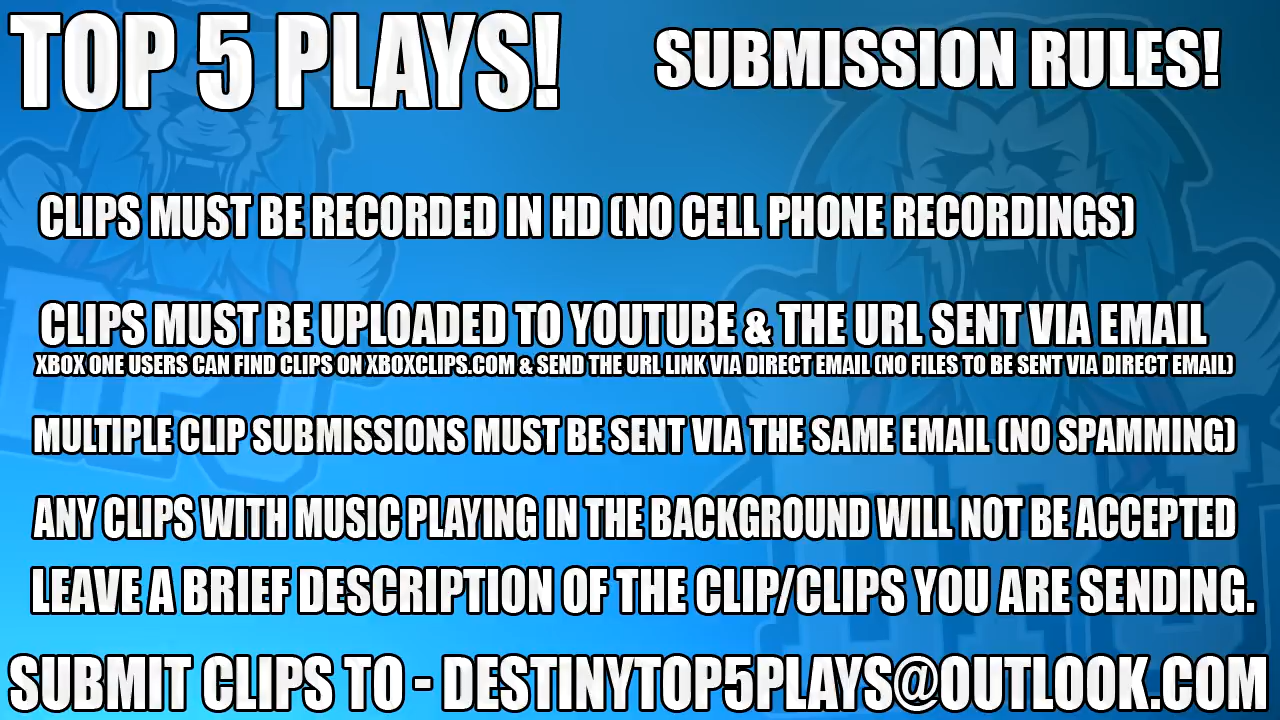 TOP 5 PLAYS!
SUBMISSION RULES!
CLIPS MUST BE RECORDED IN HD (NO CELL PHONE RECORDINGS)
CLIPS MUST BE UPLOADED TO YOUTUBE & THE URL SENT VIA EMAIL
XBOX ONE USERS CAN FIND CLIPS ON XBOXCLIPS.COM & SEND THE URL LINK VIA DIRECT EMAIL (NO FILES TO BE SENT VIA DIRECT EMAIL)
MULTIPLE CLIP SUBMISSIONS MUST BE SENT VIA THE SAME EMAIL (NO SPAMMING)
ANY CLIPS WITH MUSIC PLAYING IN THE BACKGROUND WILL NOT BE ACCEPTED
LEAVE A BRIEF DESCRIPTION OF THE CLIP/CLIPS YOU ARE SENDING.
SUBMIT CLIPS TO - DESTINYTOP5PLAYS@OUTLOOK.COM